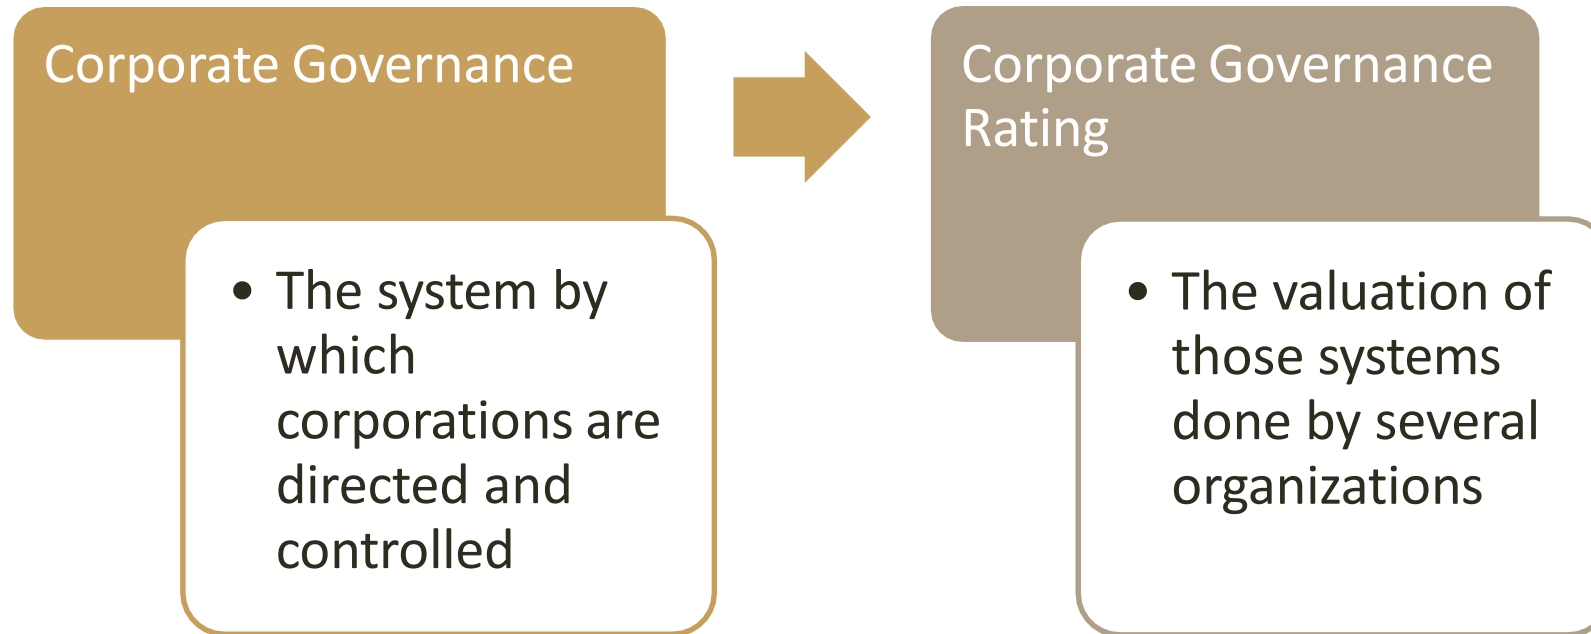 Corporate Governance
• The system by
which
corporations are
directed and
controlled
Corporate Governance
Rating
• The valuation of
those systems
done by several
organizations